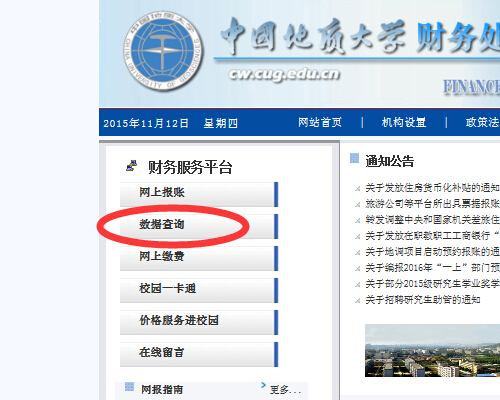 中国地质大学 财务处
cw.cug.edu.cn
FINANCE
2015年11月12日 星期四 网站首页 | 机构设置 | 政策法
财务服务平台
网上报账
数据查询
网上缴费
校园一卡通
价格服务进校园
在线留言
网报指南 更多...
通知公告
关于发放住房货币化补贴的通知
旅游公司等平台所出具票据报账
转发调整中央和国家机关差旅住
关于发放在职教职工工商银行“
关于地调项目启动预约报账的通
关于编报2016年“一上”部门预
关于部分2015级研究生学业奖学
关于招聘研究生助管的通知